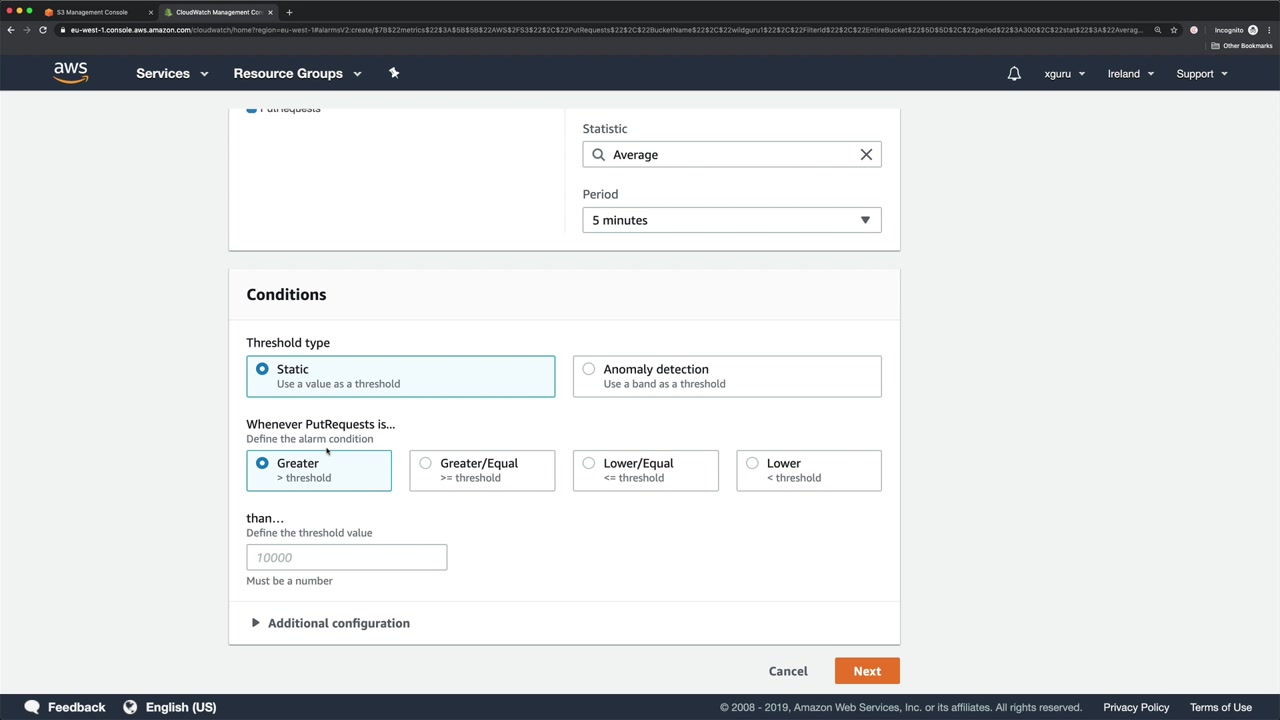 S3 Management Console
CloudWatch Management Con
eu-west-1.console.aws.amazon.com/cloudwatch/home?region=eu-west-1#alarmsV2:create/$7B$22metrics$22$3A$5B$5B$22AWS$2FS3$22$2C$22PutRequests$22$2C$22BucketName$22$2C$22wildguru1$22$2C$22FilterId$22$2C$22EntireBucket$22$5D$5D$2C$22period$22$3A300$2C$22stat$22$3A$22Averag...
Incognito
Other Bookmarks
aws
Services
Resource Groups
xguru
Ireland
Support
PutRequests
Statistic
Average
Period
5 minutes
Conditions
Threshold type
Static
Use a value as a threshold
Anomaly detection
Use a band as a threshold
Whenever PutRequests is...
Define the alarm condition
Greater
> threshold
Greater/Equal
>= threshold
Lower/Equal
<= threshold
Lower
< threshold
than...
Define the threshold value
10000
Must be a number
Additional configuration
Cancel
Next
Feedback
English (US)
© 2008 - 2019, Amazon Web Services, Inc. or its affiliates. All rights reserved.
Privacy Policy
Terms of Use